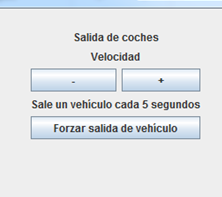 Salida de coches
Velocidad
- +
Sale un vehículo cada 5 segundos
Forzar salida de vehículo